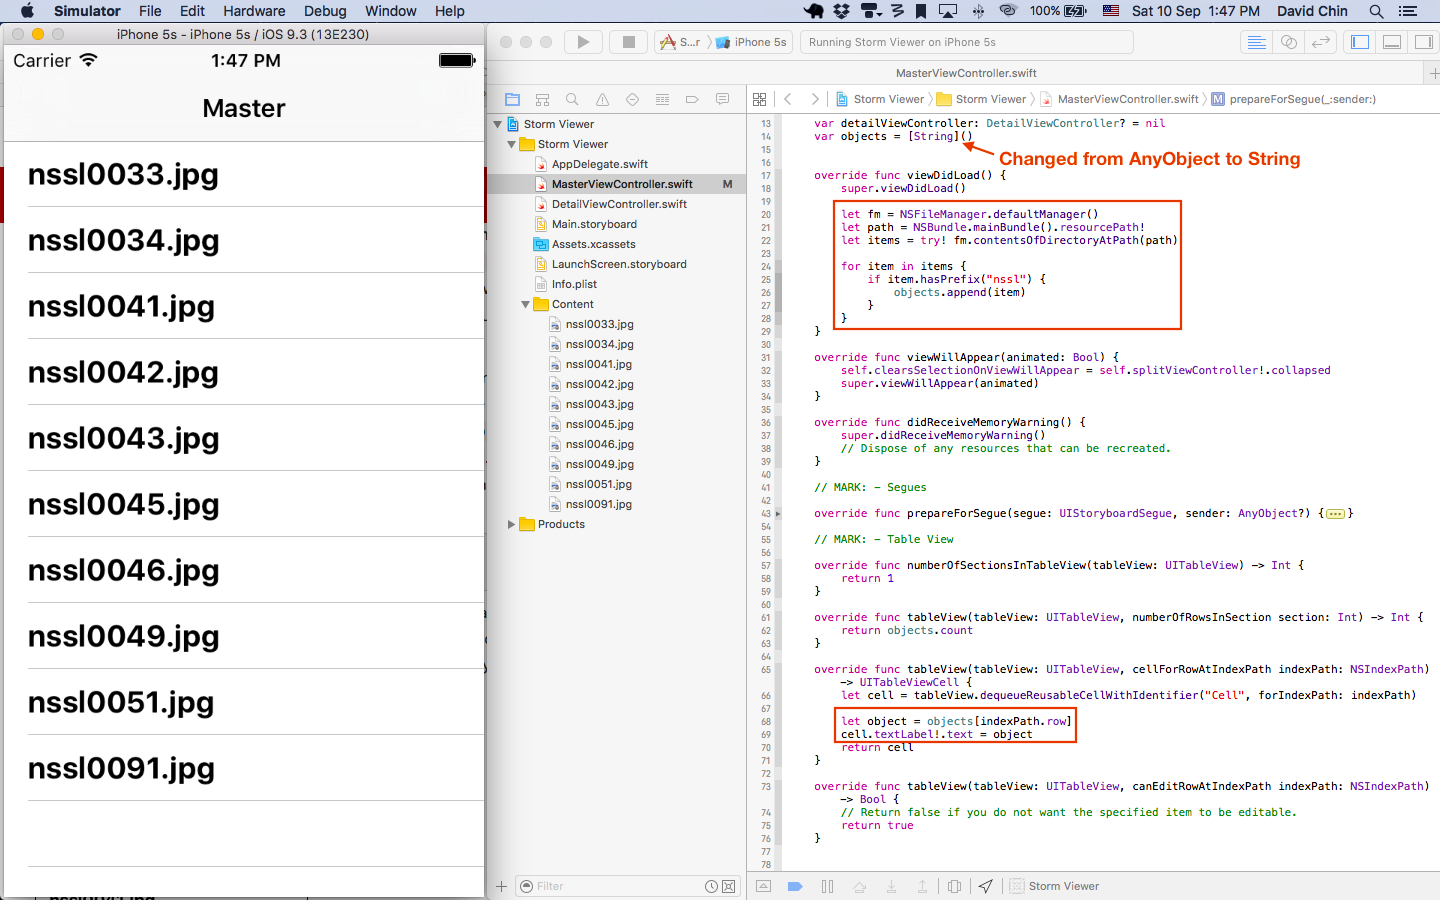 Simulator File Edit Hardware Debug Window Help 100% Sat 10 Sep 1:47 PM David Chin
iPhone 5s - iPhone 5s / iOS 9.3 (13E230)
Carrier 1:47 PM
Master
nssl0033.jpg
nssl0034.jpg
nssl0041.jpg
nssl0042.jpg
nssl0043.jpg
nssl0045.jpg
nssl0046.jpg
nssl0049.jpg
nssl0051.jpg
nssl0091.jpg
S...r iPhone 5s
Running Storm Viewer on iPhone 5s
MasterViewController.swift
Storm Viewer
Storm Viewer
AppDelegate.swift
MasterViewController.swift M
DetailViewController.swift
Main.storyboard
Assets.xcassets
LaunchScreen.storyboard
Info.plist
Content
nssl0033.jpg
nssl0034.jpg
nssl0041.jpg
nssl0042.jpg
nssl0043.jpg
nssl0045.jpg
nssl0046.jpg
nssl0049.jpg
nssl0051.jpg
nssl0091.jpg
Products
Filter
Storm Viewer Storm Viewer MasterViewController.swift M prepareForSegue(_:sender:)
13 var detailViewController: DetailViewController? = nil
14 var objects = [String]()
15
Changed from AnyObject to String
16
17 override func viewDidLoad() {
18 super.viewDidLoad()
19
20 let fm = NSFileManager.defaultManager()
21 let path = NSBundle.mainBundle().resourcePath!
22 let items = try! fm.contentsOfDirectoryAtPath(path)
23
24 for item in items {
25 if item.hasPrefix("nssl") {
26 objects.append(item)
27 }
28 }
29 }
30
31 override func viewWillAppear(animated: Bool) {
32 self.clearsSelectionOnViewWillAppear = self.splitViewController!.collapsed
33 super.viewWillAppear(animated)
34 }
35
36 override func didReceiveMemoryWarning() {
37 super.didReceiveMemoryWarning()
38 // Dispose of any resources that can be recreated.
39 }
40
41 // MARK: - Segues
42
43 override func prepareForSegue(segue: UIStoryboardSegue, sender: AnyObject?) {•••}
54
55 // MARK: - Table View
56
57 override func numberOfSectionsInTableView(tableView: UITableView) -> Int {
58 return 1
59 }
60
61 override func tableView(tableView: UITableView, numberOfRowsInSection section: Int) -> Int {
62 return objects.count
63 }
64
65 override func tableView(tableView: UITableView, cellForRowAtIndexPath indexPath: NSIndexPath)
-> UITableViewCell {
66 let cell = tableView.dequeueReusableCellWithIdentifier("Cell", forIndexPath: indexPath)
67
68 let object = objects[indexPath.row]
69 cell.textLabel!.text = object
70 return cell
71 }
72
73 override func tableView(tableView: UITableView, canEditRowAtIndexPath indexPath: NSIndexPath)
-> Bool {
74 // Return false if you do not want the specified item to be editable.
75 return true
76 }
77
78
Storm Viewer